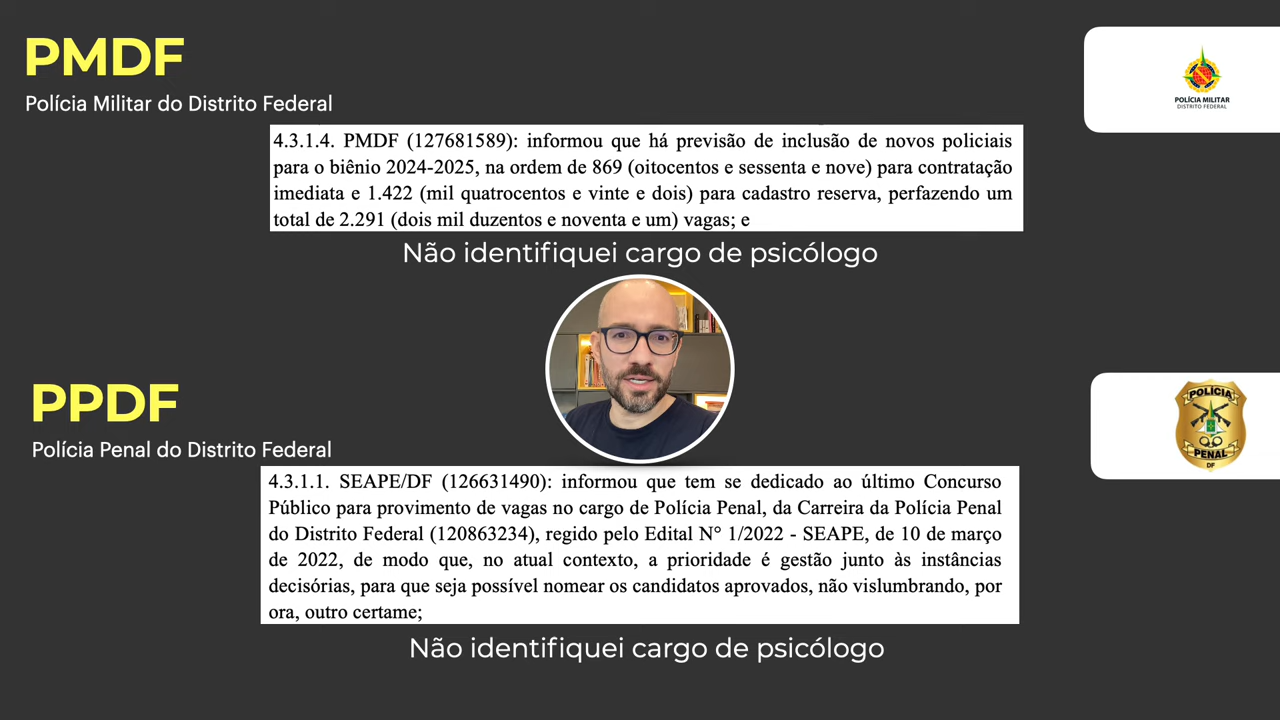 PMDF
Polícia Militar do Distrito Federal
POLÍCIA MILITAR
DISTRITO FEDERAL
4.3.1.4. PMDF (127681589): informou que há previsão de inclusão de novos policiais
para o biênio 2024-2025, na ordem de 869 (oitocentos e sessenta e nove) para contratação
imediata e 1.422 (mil quatrocentos e vinte e dois) para cadastro reserva, perfazendo um
total de 2.291 (dois mil duzentos e noventa e um) vagas; e
Não identifiquei cargo de psicólogo
PPDF
Polícia Penal do Distrito Federal
POLÍCIA
PENAL
DF
4.3.1.1. SEAPE/DF (126631490): informou que tem se dedicado ao último Concurso
Público para provimento de vagas no cargo de Polícia Penal, da Carreira da Polícia Penal
do Distrito Federal (120863234), regido pelo Edital N° 1/2022 - SEAPE, de 10 de março
de 2022, de modo que, no atual contexto, a prioridade é gestão junto às instâncias
decisórias, para que seja possível nomear os candidatos aprovados, não vislumbrando, por
ora, outro certame;
Não identifiquei cargo de psicólogo